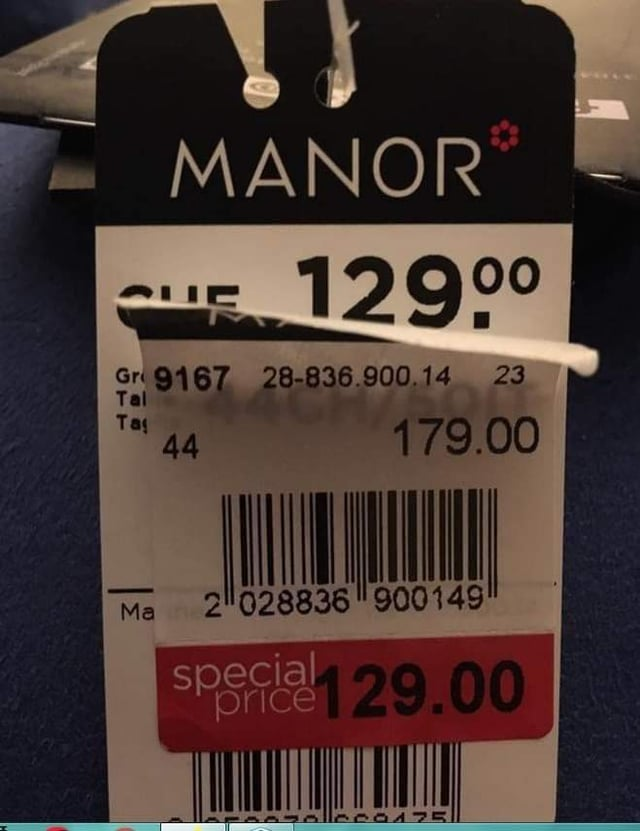 MANOR
CHF 129.00
9167 28-836.900.14 23
44 179.00
2 028836 900149
special price 129.00